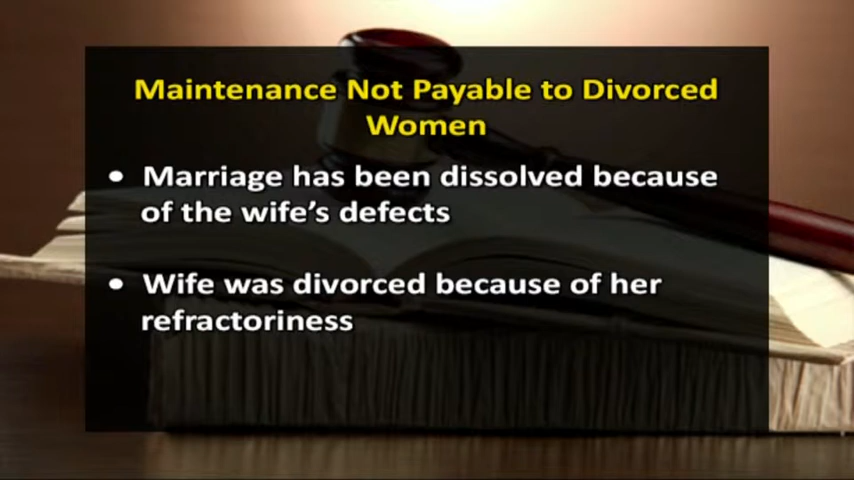 Maintenance Not Payable to Divorced
Women
• Marriage has been dissolved because
of the wife's defects
• Wife was divorced because of her
refractoriness